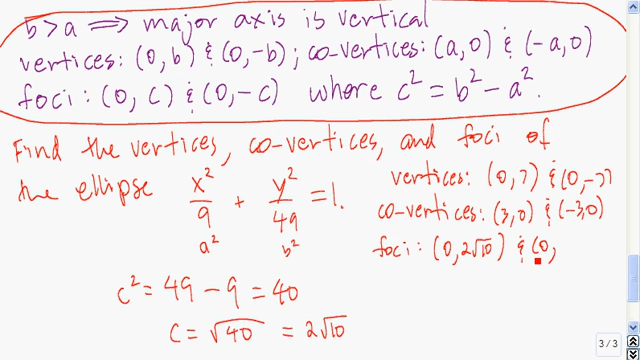 b > a ⟹ major axis is vertical
vertices: (0, b) & (0, -b); co-vertices: (a, 0) & (-a, 0)
foci: (0, c) & (0, -c) where c² = b² - a².
Find the vertices, co-vertices, and foci of
the ellipse x²/9 + y²/49 = 1.
a² b²
vertices: (0, 7) & (0, -7)
co-vertices: (3, 0) & (-3, 0)
foci: (0, 2√10) & (0,
c² = 49 - 9 = 40
c = √40 = 2√10
3 / 3